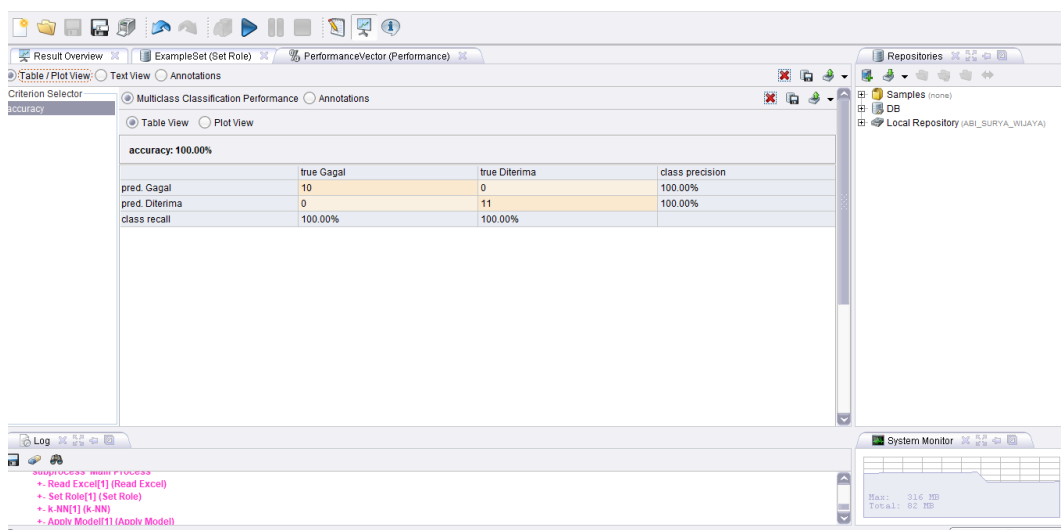 Result Overview ExampleSet (Set Role) PerformanceVector (Performance) Repositories
Table / Plot View Text View Annotations
Criterion Selector
accuracy
Multiclass Classification Performance Annotations
Table View Plot View
accuracy: 100.00%
true Gagal true Diterima class precision
pred. Gagal 10 0 100.00%
pred. Diterima 0 11 100.00%
class recall 100.00% 100.00%
Samples (none)
DB
Local Repository (ABI_SURYA_WIJAYA)
Log
subprocess 'Main Process'
+- Read Excel[1] (Read Excel)
+- Set Role[1] (Set Role)
+- k-NN[1] (k-NN)
+- Apply Model[1] (Apply Model)
System Monitor
Max: 316 MB
Total: 82 MB